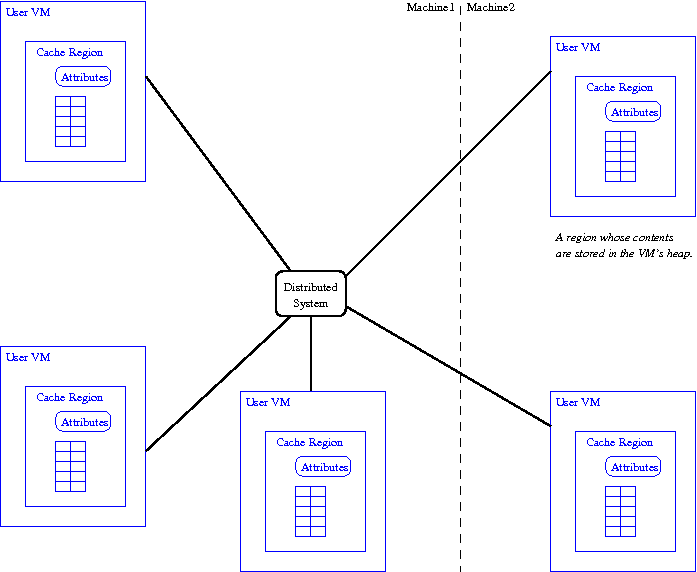 User VM
Cache Region
Attributes
Machine1
Machine2
User VM
Cache Region
Attributes
A region whose contents
are stored in the VM's heap.
Distributed
System
User VM
Cache Region
Attributes
User VM
Cache Region
Attributes
User VM
Cache Region
Attributes